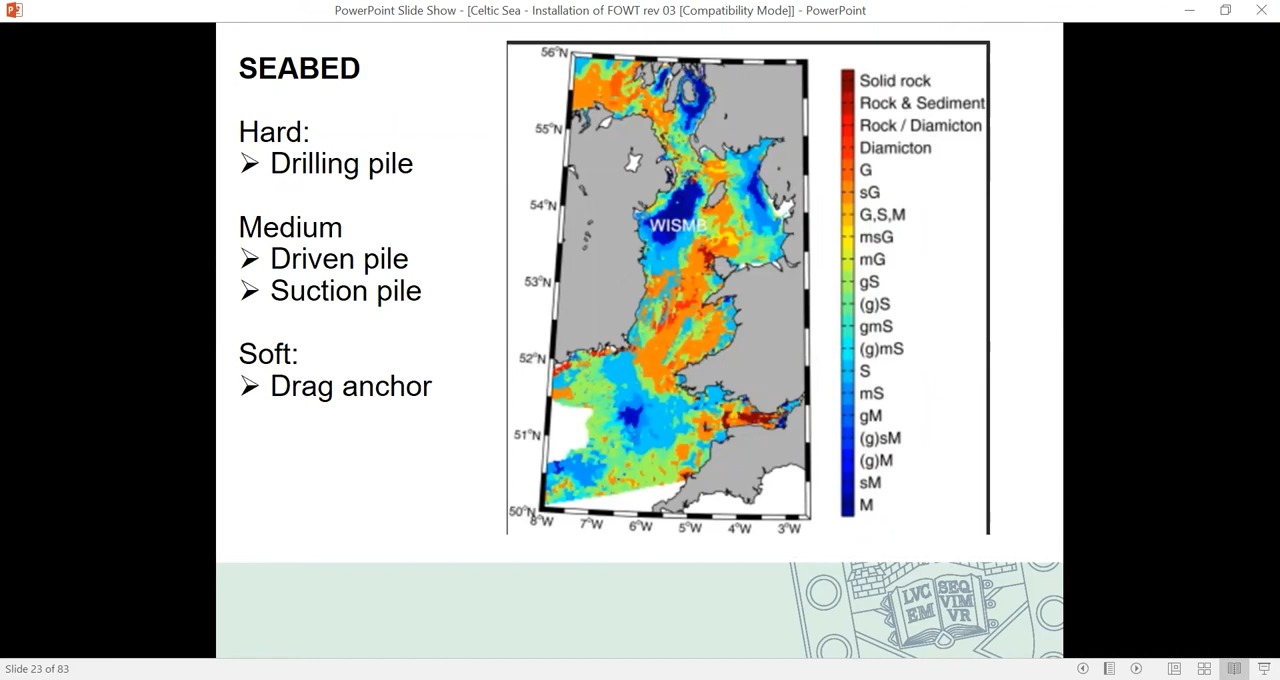 PowerPoint Slide Show - [Celtic Sea - Installation of FOWT rev 03 [Compatibility Mode]] - PowerPoint
SEABED
Hard:
➢ Drilling pile
Medium
➢ Driven pile
➢ Suction pile
Soft:
➢ Drag anchor
56°N
55°N
54°N
53°N
52°N
51°N
50°N
8°W 7°W 6°W 5°W 4°W 3°W
WISMB
Solid rock
Rock & Sediment
Rock / Diamicton
Diamicton
G
sG
G,S,M
msG
mG
gS
(g)S
gmS
(g)mS
S
mS
gM
(g)sM
(g)M
sM
M
LVC SEQ
EM VIM
VR
Slide 23 of 83